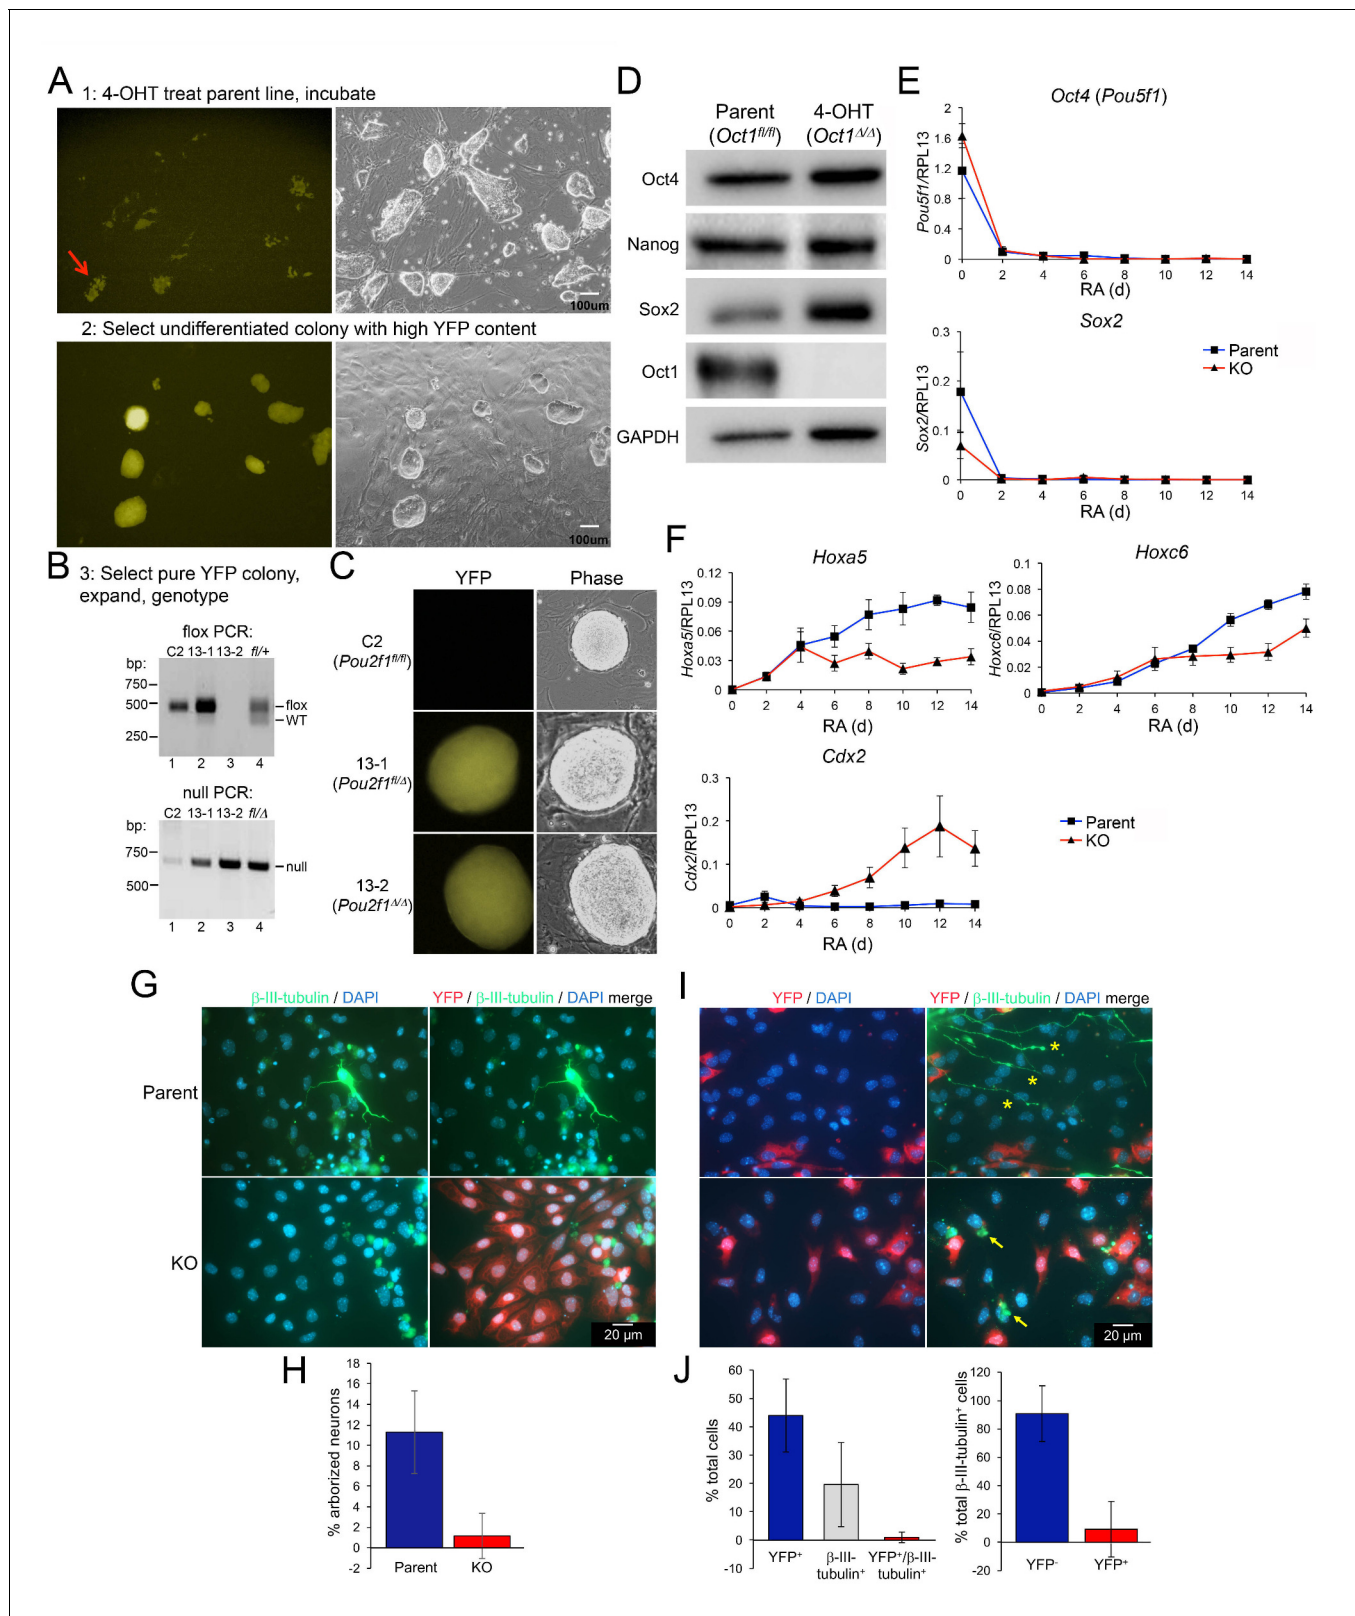 A
1: 4-OHT treat parent line, incubate
100um
2: Select undifferentiated colony with high YFP content
100um
B
3: Select pure YFP colony,
expand, genotype
flox PCR:
C2 13-1 13-2 fl/+
bp:
750
500
250
flox
WT
1 2 3 4
null PCR:
C2 13-1 13-2 fl/Δ
bp:
750
500
null
1 2 3 4
C
YFP Phase
C2
(Pou2f1fl/fl)
13-1
(Pou2f1fl/Δ)
13-2
(Pou2f1Δ/Δ)
D
Parent 4-OHT
(Oct1fl/fl) (Oct1Δ/Δ)
Oct4
Nanog
Sox2
Oct1
GAPDH
E
Oct4 (Pou5f1)
Pou5f1/RPL13
2
1.6
1.2
0.8
0.4
0
0 2 4 6 8 10 12 14
RA (d)
Sox2
Sox2/RPL13
0.3
0.2
0.1
0
0 2 4 6 8 10 12 14
RA (d)
Parent
KO
F
Hoxa5
Hoxa5/RPL13
0.12
0.09
0.06
0.03
0
0 2 4 6 8 10 12 14
RA (d)
Hoxc6
Hoxc6/RPL13
0.1
0.08
0.06
0.04
0.02
0
0 2 4 6 8 10 12 14
RA (d)
Cdx2
Cdx2/RPL13
0.3
0.2
0.1
0
0 2 4 6 8 10 12 14
RA (d)
Parent
KO
G
β-III-tubulin / DAPI
YFP / β-III-tubulin / DAPI merge
Parent
KO
20 µm
H
% arborized neurons
18
16
14
12
10
8
6
4
2
0
-2
Parent KO
I
YFP / DAPI
YFP / β-III-tubulin / DAPI merge
* * *
20 µm
J
% total cells
60
50
40
30
20
10
0
-10
YFP+ β-III-tubulin+ YFP+/β-III-tubulin+
% total β-III-tubulin+ cells
120
100
80
60
40
20
0
-20
YFP- YFP+